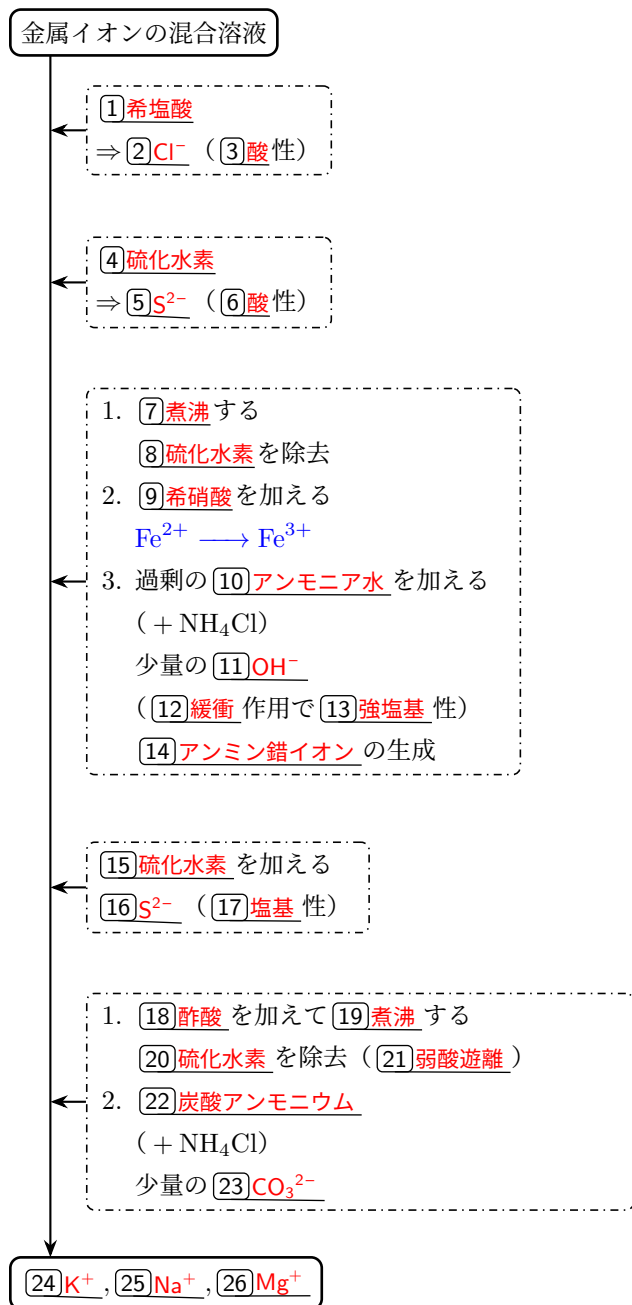 金属イオンの混合溶液
1希塩酸
⇒2Cl⁻（3酸性）
4硫化水素
⇒5S²⁻（6酸性）
1. 7煮沸する
8硫化水素を除去
2. 9希硝酸を加える
Fe²⁺ ⟶ Fe³⁺
3. 過剰の10アンモニア水を加える
（＋NH₄Cl）
少量の11OH⁻
（12緩衝作用で13強塩基性）
14アンミン錯イオンの生成
15硫化水素を加える
16S²⁻（17塩基性）
1. 18酢酸を加えて19煮沸する
20硫化水素を除去（21弱酸遊離）
2. 22炭酸アンモニウム
（＋NH₄Cl）
少量の23CO₃²⁻
24K⁺,25Na⁺,26Mg⁺